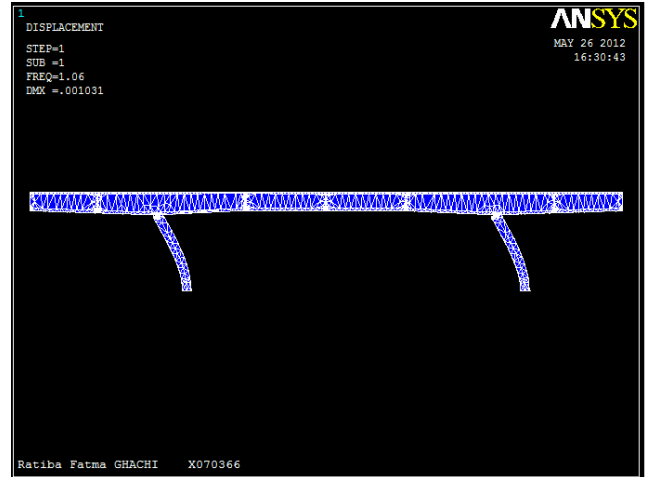 1
DISPLACEMENT
STEP=1
SUB =1
FREQ=1.06
DMX =.001031
ANSYS
MAY 26 2012
16:30:43
Ratiba Fatma GHACHI X070366